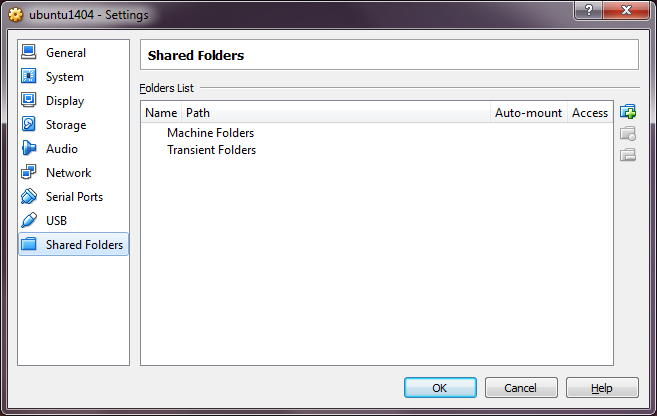 ubuntu1404 - Settings
General
System
Display
Storage
Audio
Network
Serial Ports
USB
Shared Folders
Shared Folders
Folders List
Name Path Auto-mount Access
Machine Folders
Transient Folders
OK Cancel Help